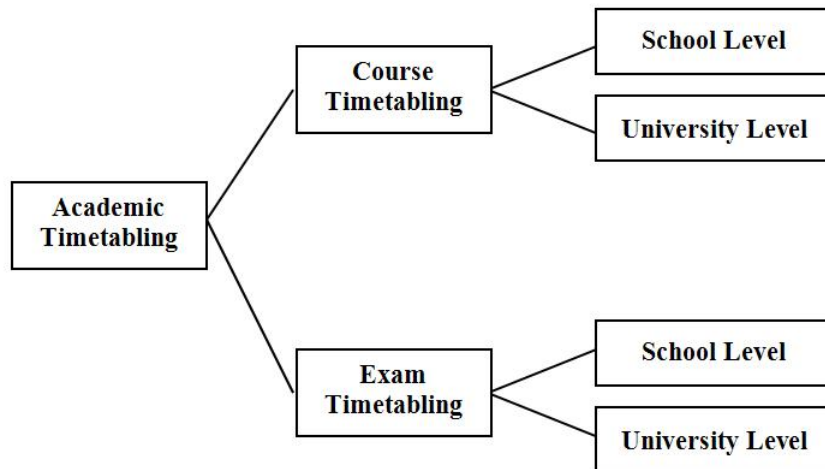 School Level
Course
Timetabling
University Level
Academic
Timetabling
School Level
Exam
Timetabling
University Level